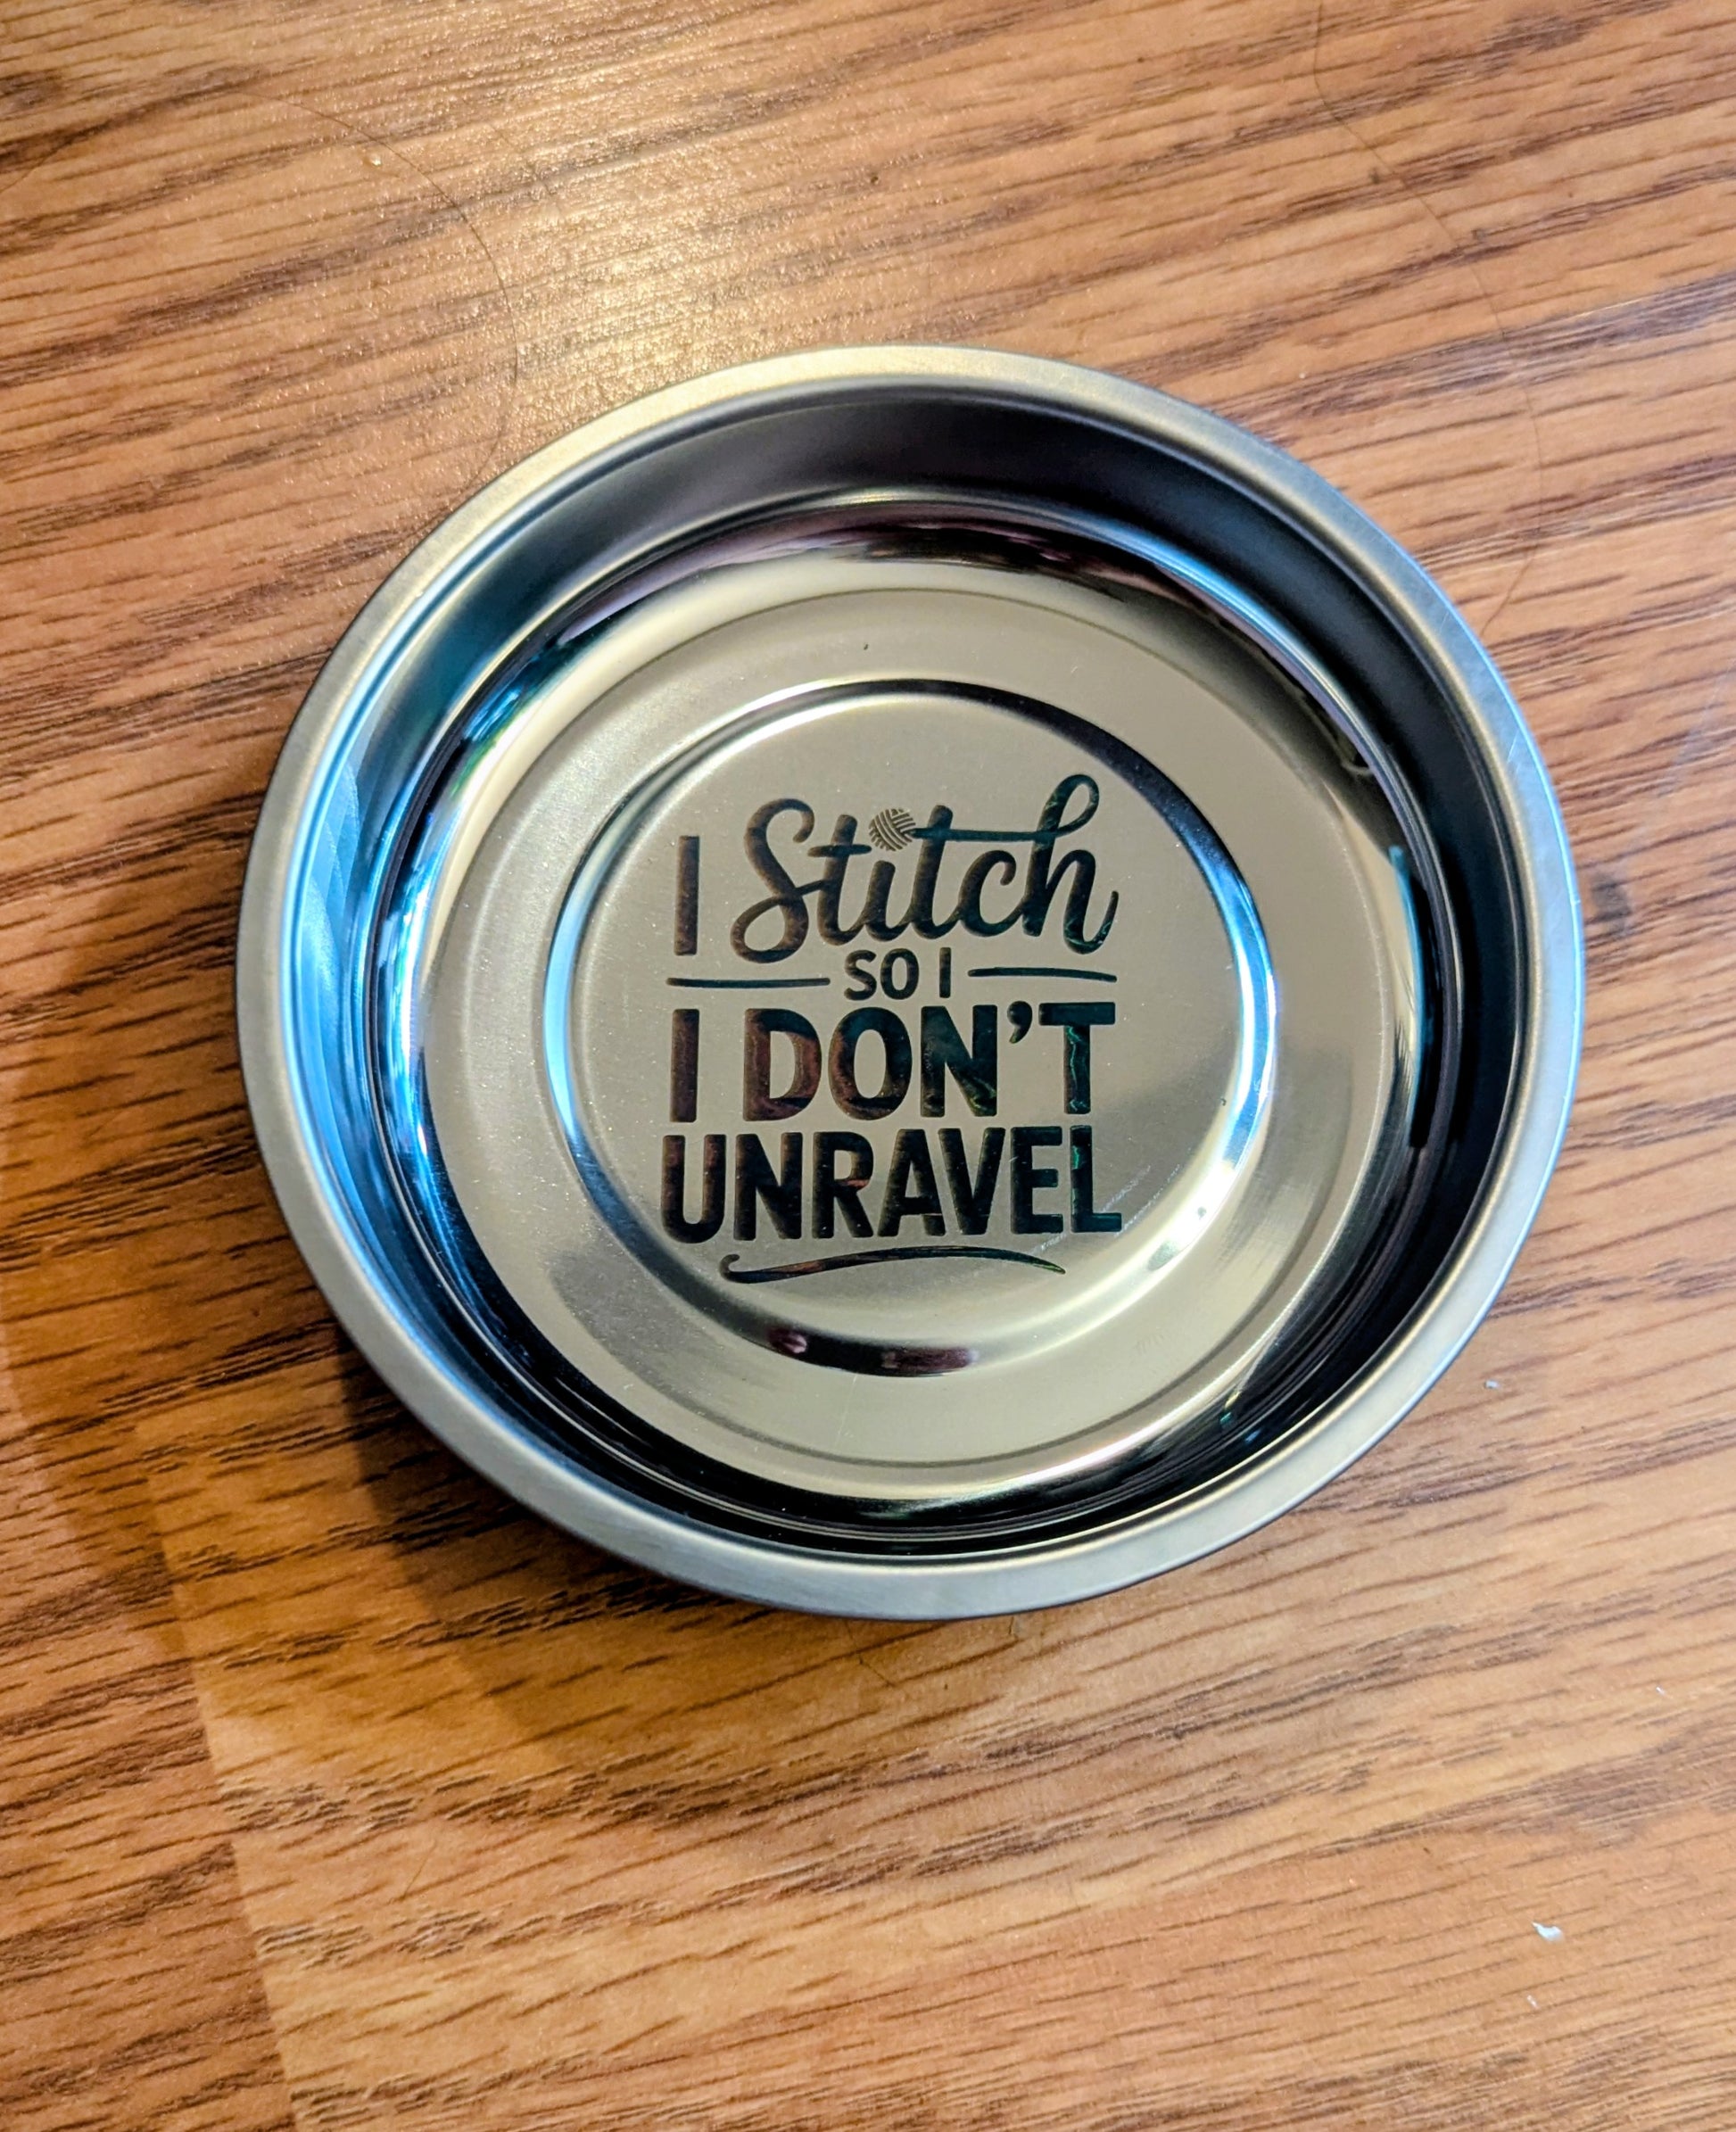 I Stitch
SO I
I DON'T
UNRAVEL